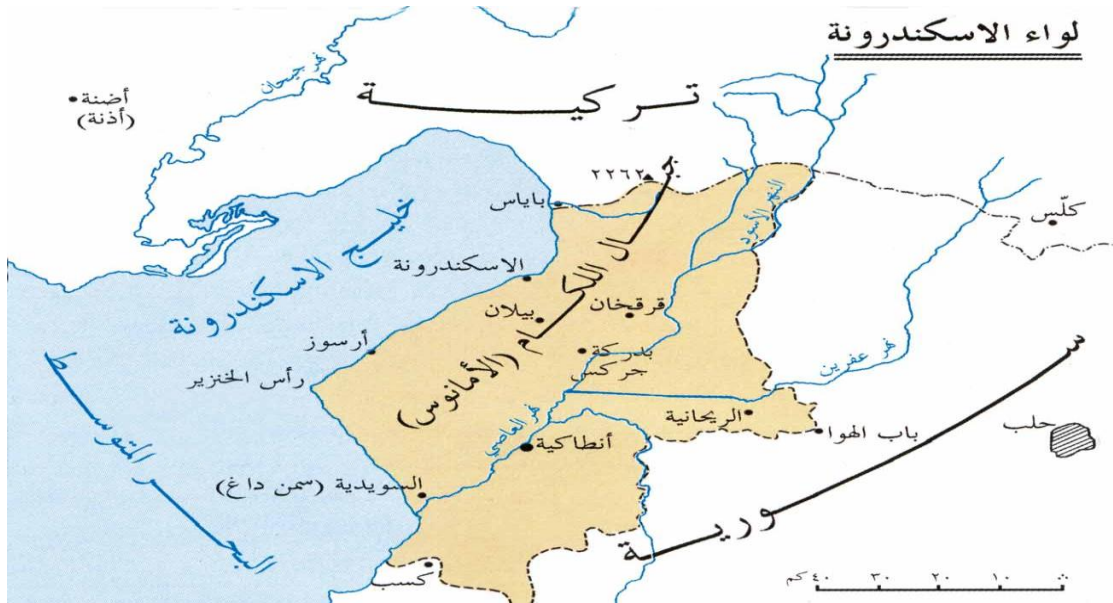 لواء الاسكندرونة
تركية
نهر جيحان
أضنة
(أذنة)
٢٢٦٢
باياس
النهر الأسود
كلّس
خليج الاسكندرونة
الاسكندرونة
جبال اللكام (الأمانوس)
قرقخان
بيلان
أرسوز
بدركة
جركس
نهر عفرين
رأس الخنزير
الريحانية
باب الهوا
حلب
نهر العاصي
أنطاكية
السويدية (سمن داغ)
البحر المتوسط
سورية
كسب
٤٠ كم ٣٠ ٢٠ ١٠ ٠